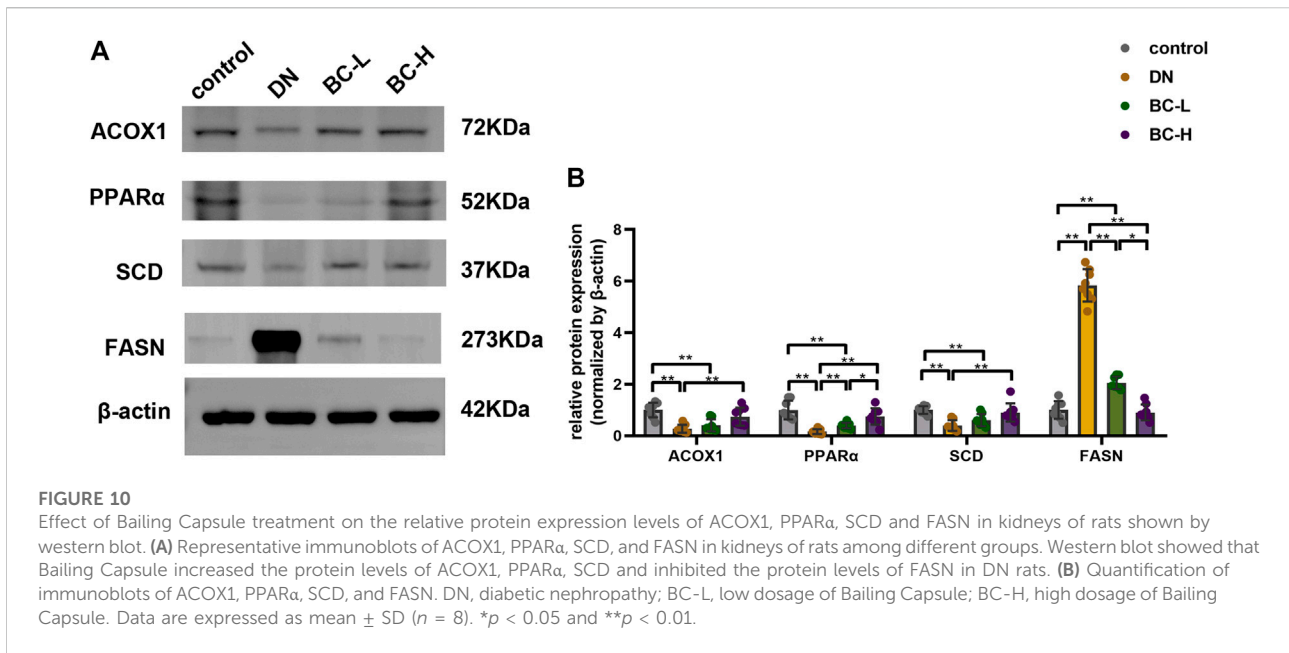 A
control DN BC-L BC-H
ACOX1 72KDa
PPARα 52KDa
SCD 37KDa
FASN 273KDa
β-actin 42KDa
control
DN
BC-L
BC-H
B
relative protein expression
(normalized by β-actin)
8
6
4
2
0
** ** **
** ** ** ** *
** ** **
** ** ** ** *
ACOX1 PPARα SCD FASN
FIGURE 10
Effect of Bailing Capsule treatment on the relative protein expression levels of ACOX1, PPARα, SCD and FASN in kidneys of rats shown by
western blot. (A) Representative immunoblots of ACOX1, PPARα, SCD, and FASN in kidneys of rats among different groups. Western blot showed that
Bailing Capsule increased the protein levels of ACOX1, PPARα, SCD and inhibited the protein levels of FASN in DN rats. (B) Quantification of
immunoblots of ACOX1, PPARα, SCD, and FASN. DN, diabetic nephropathy; BC-L, low dosage of Bailing Capsule; BC-H, high dosage of Bailing
Capsule. Data are expressed as mean ± SD (n = 8). *p < 0.05 and **p < 0.01.